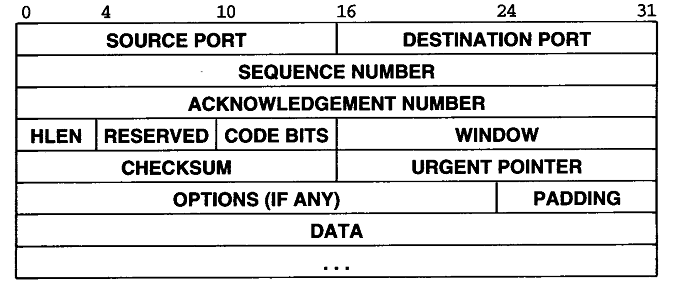 0 4 10 16 24 31
SOURCE PORT DESTINATION PORT
SEQUENCE NUMBER
ACKNOWLEDGEMENT NUMBER
HLEN RESERVED CODE BITS WINDOW
CHECKSUM URGENT POINTER
OPTIONS (IF ANY) PADDING
DATA
...